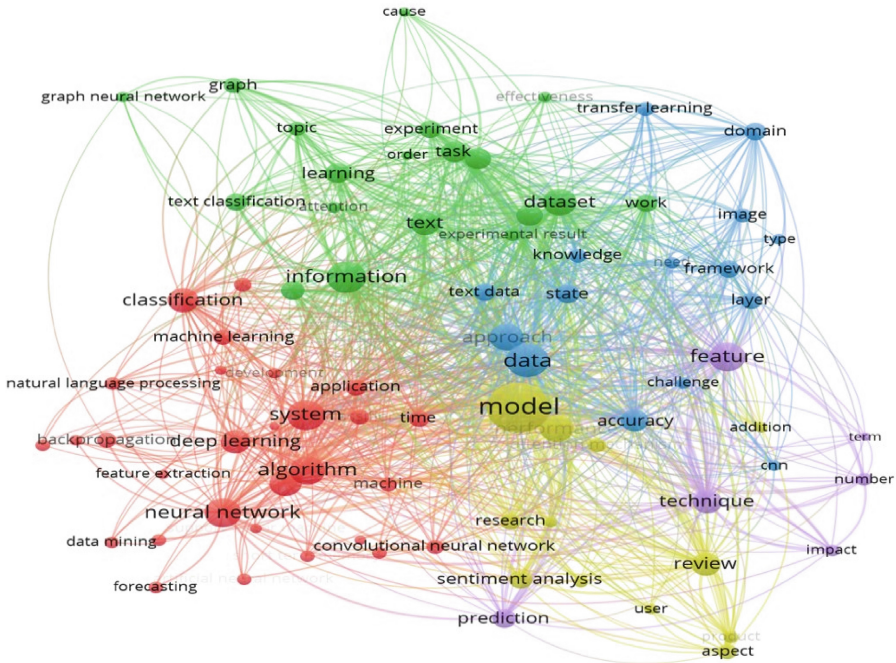 cause
graph
graph neural network
effectiveness
transfer learning
topic
experiment
domain
order
task
learning
text classification
attention
dataset
work
text
image
experimental result
type
knowledge
need
framework
information
classification
text data
state
layer
machine learning
approach
data
feature
natural language processing
development
application
challenge
model
system
time
accuracy
addition
backpropagation
deep learning
term
algorithm
feature extraction
cnn
machine
number
technique
neural network
research
data mining
convolutional neural network
impact
review
forecasting
sentiment analysis
user
prediction
product
aspect